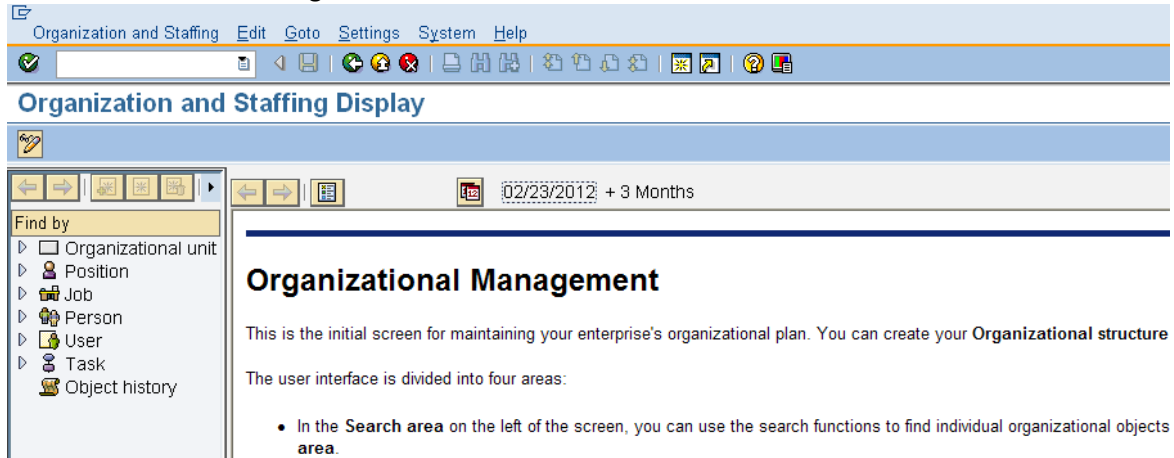 Organization and Staffing Edit Goto Settings System Help
Organization and Staffing Display
02/23/2012 + 3 Months
Find by
Organizational unit
Position
Job
Person
User
Task
Object history
Organizational Management
This is the initial screen for maintaining your enterprise's organizational plan. You can create your Organizational structure
The user interface is divided into four areas:
• In the Search area on the left of the screen, you can use the search functions to find individual organizational objects
area.